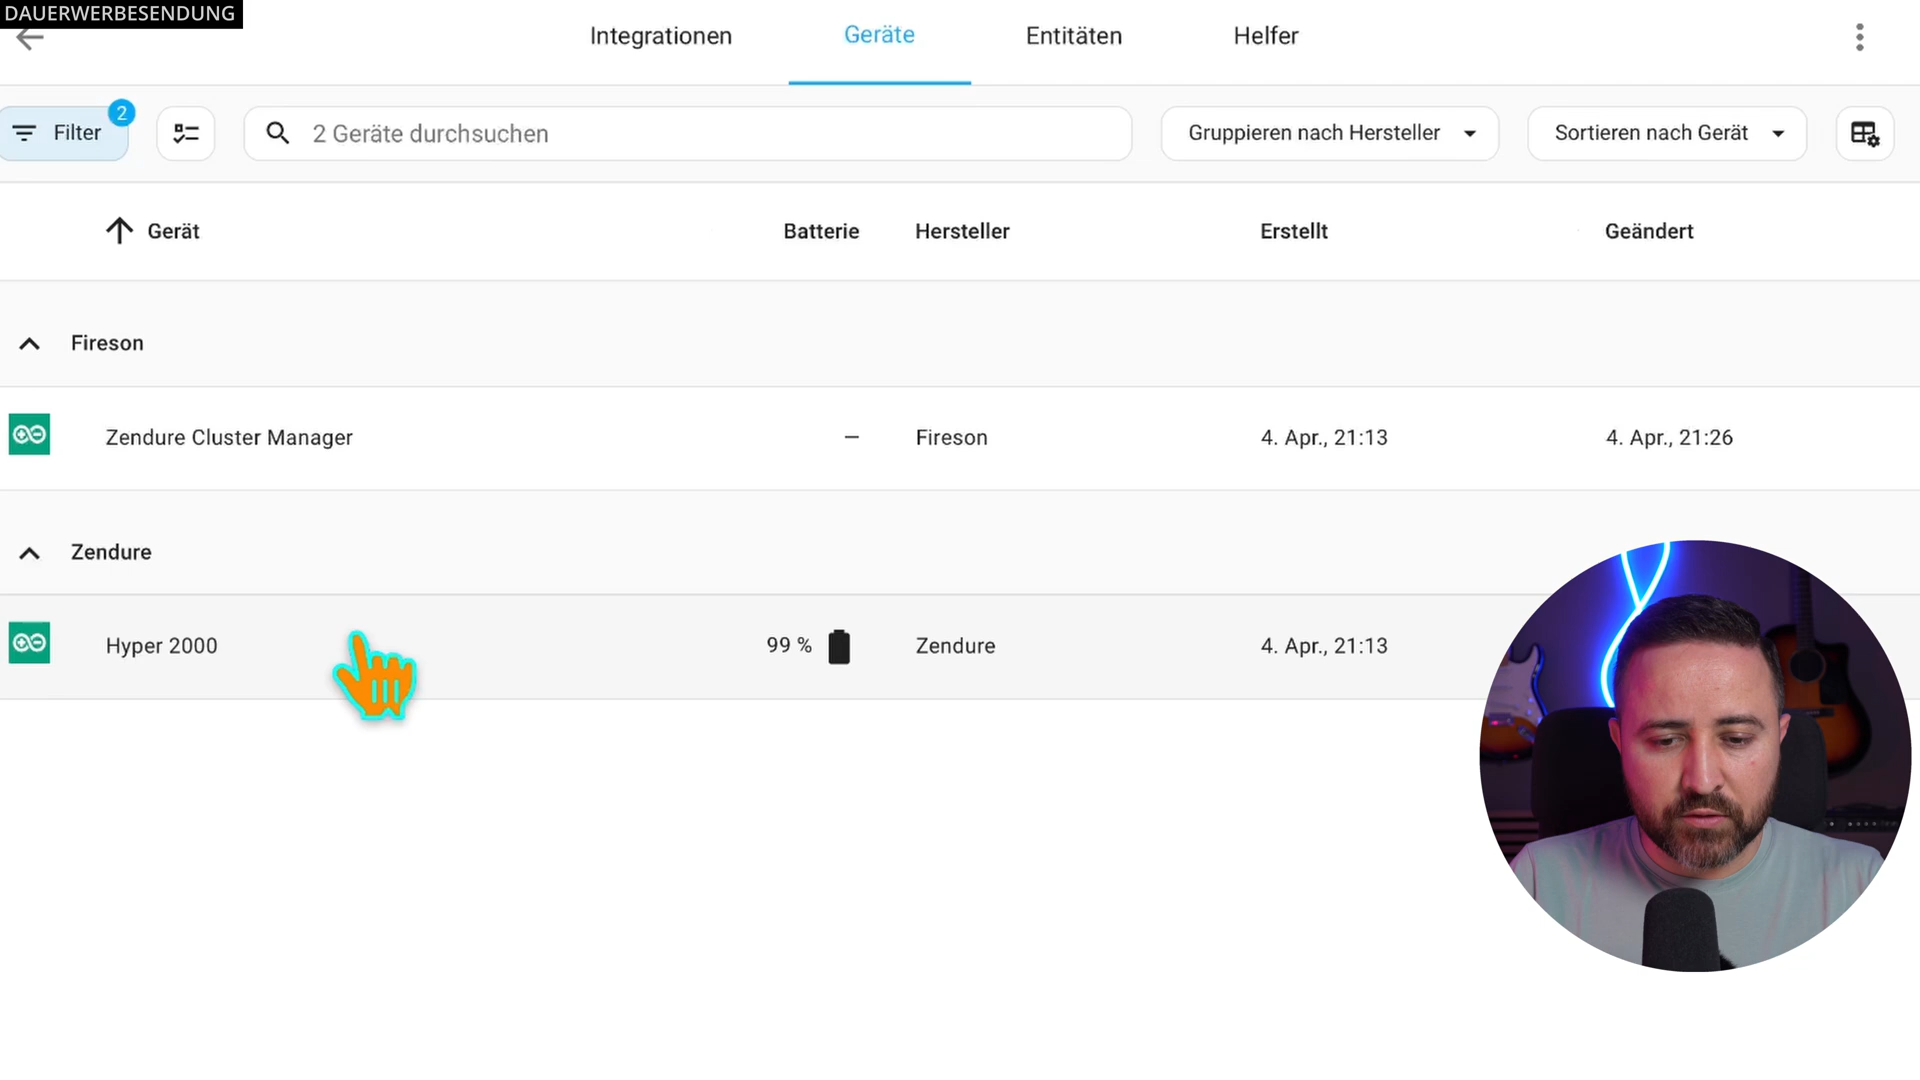 DAUERWERBESENDUNG
Integrationen Geräte Entitäten Helfer
Filter 2 2 Geräte durchsuchen Gruppieren nach Hersteller Sortieren nach Gerät
Gerät Batterie Hersteller Erstellt Geändert
Fireson
Zendure Cluster Manager – Fireson 4. Apr., 21:13 4. Apr., 21:26
Zendure
Hyper 2000 99 % Zendure 4. Apr., 21:13